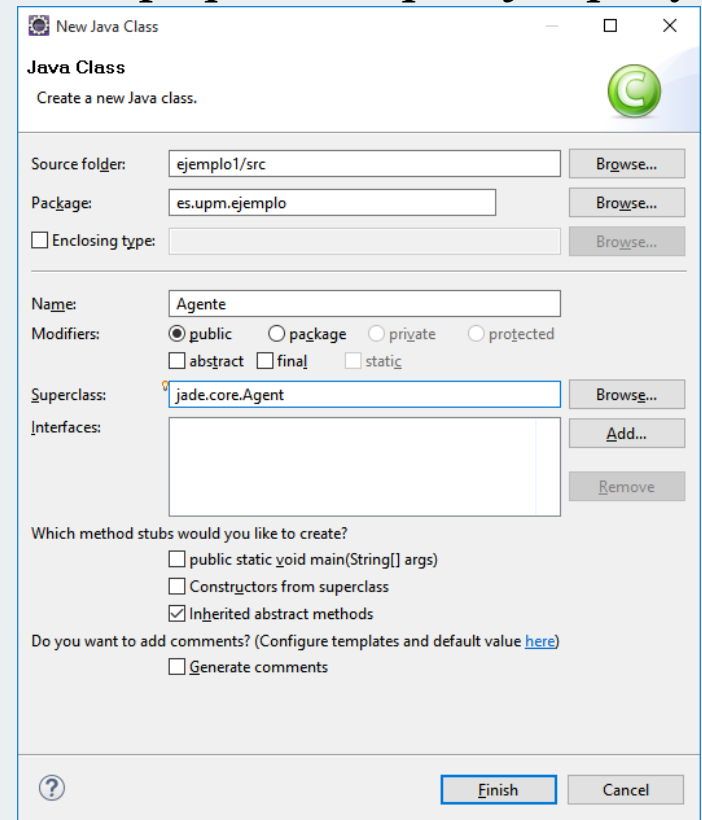 New Java Class
Java Class
Create a new Java class.
Source folder: ejemplo1/src Browse...
Package: es.upm.ejemplo Browse...
Enclosing type: Browse...
Name: Agente
Modifiers: public package private protected
abstract final static
Superclass: jade.core.Agent Browse...
Interfaces: Add...
Remove
Which method stubs would you like to create?
public static void main(String[] args)
Constructors from superclass
Inherited abstract methods
Do you want to add comments? (Configure templates and default value here)
Generate comments
Finish Cancel